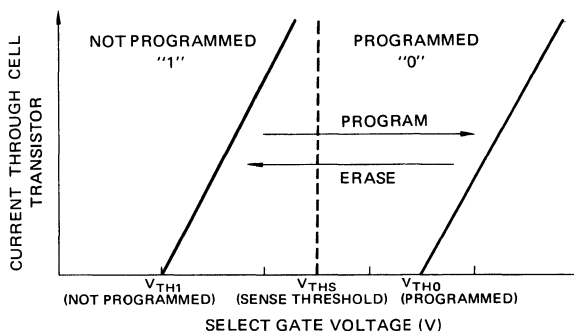 NOT PROGRAMMED
"1"
PROGRAMMED
"0"
PROGRAM
ERASE
CURRENT THROUGH CELL
TRANSISTOR
VTH1
(NOT PROGRAMMED)
VTHS
(SENSE THRESHOLD)
VTH0
(PROGRAMMED)
SELECT GATE VOLTAGE (V)